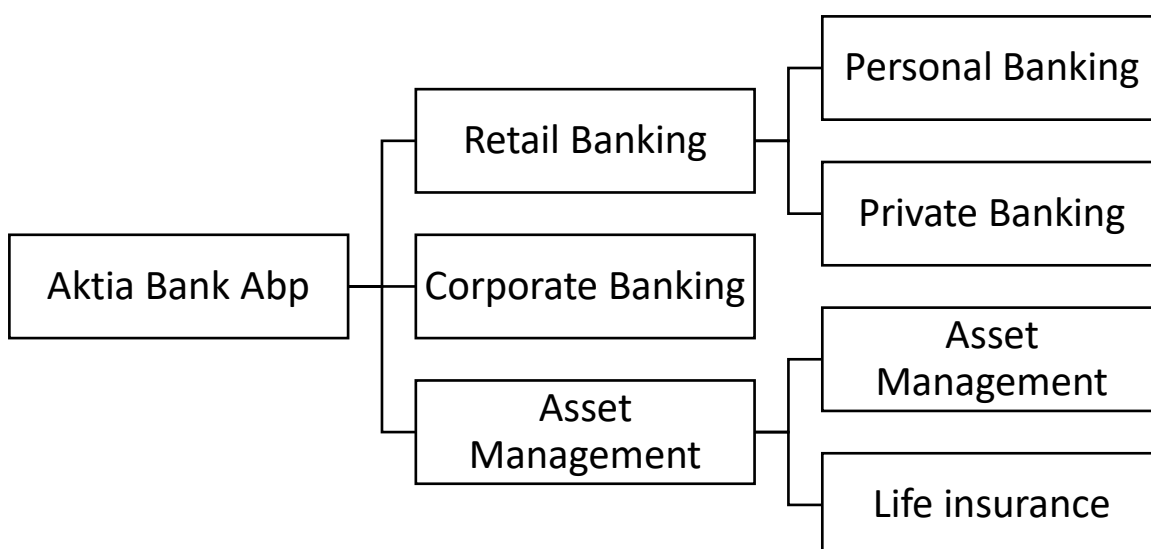 Personal Banking
Retail Banking
Private Banking
Aktia Bank Abp
Corporate Banking
Asset
Management
Asset
Management
Life insurance